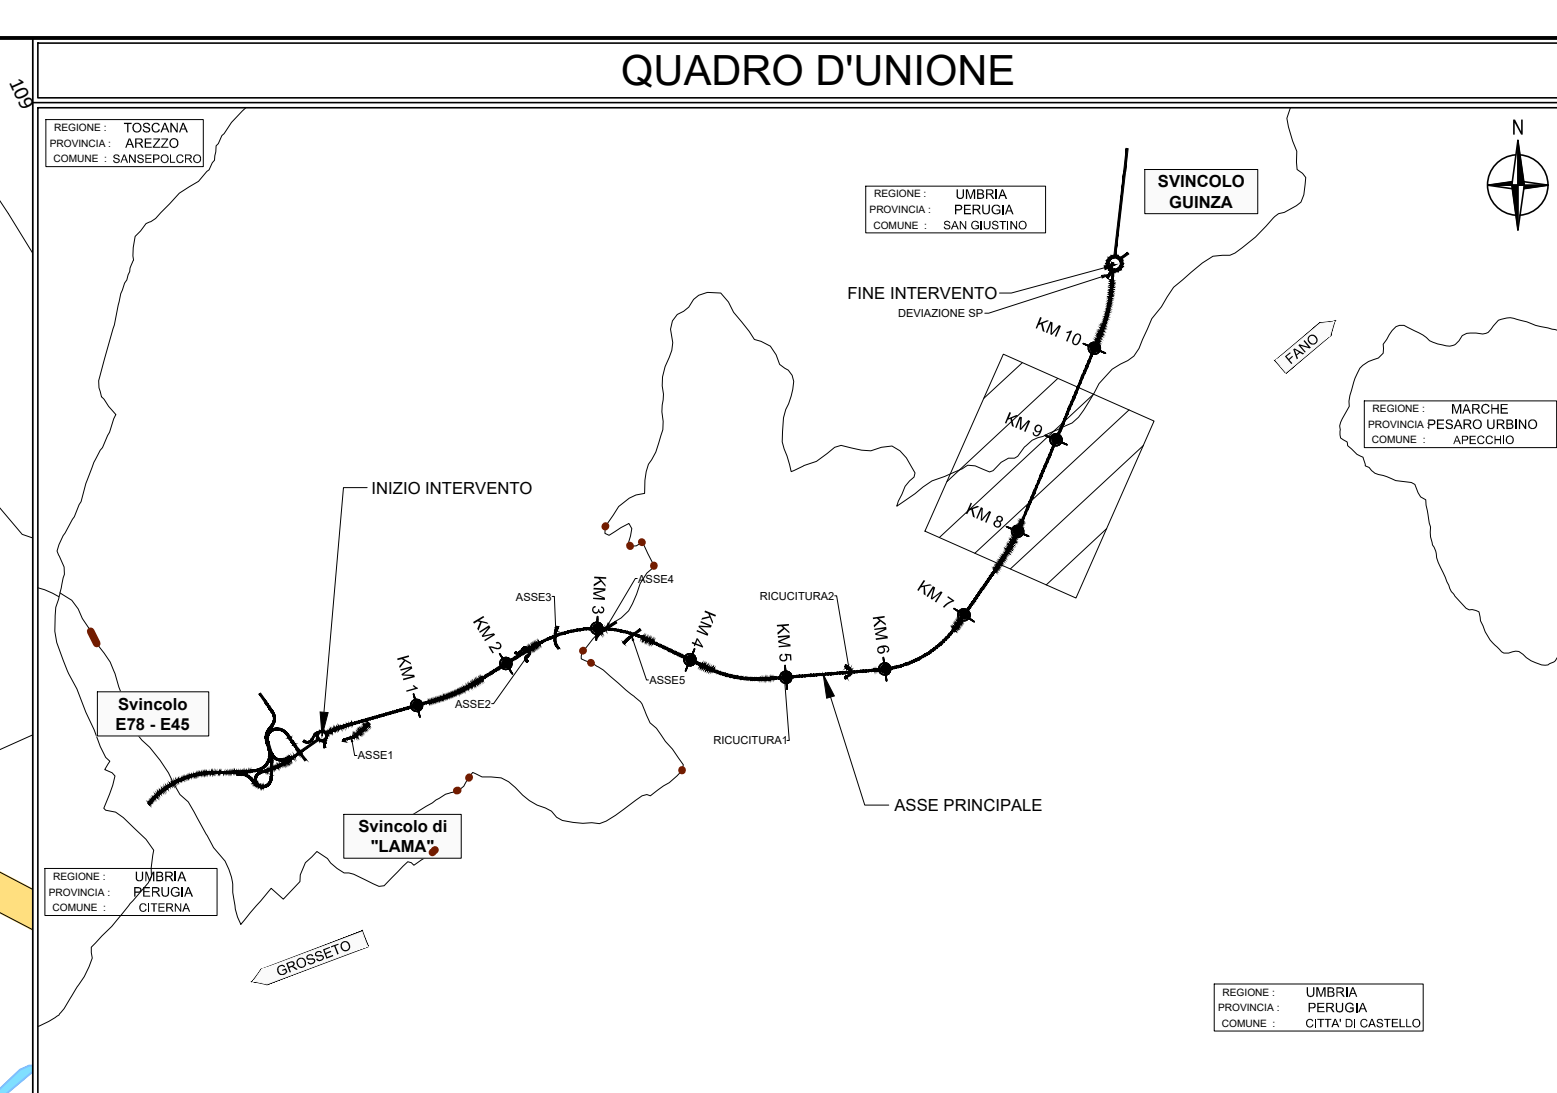 QUADRO D'UNIONE
109
REGIONE : TOSCANA
PROVINCIA : AREZZO
COMUNE : SANSEPOLCRO
N
REGIONE : UMBRIA
PROVINCIA : PERUGIA
COMUNE : SAN GIUSTINO
SVINCOLO
GUINZA
FINE INTERVENTO
DEVIAZIONE SP
KM 10
FANO
REGIONE : MARCHE
PROVINCIA PESARO URBINO
COMUNE : APECCHIO
KM 9
INIZIO INTERVENTO
KM 8
ASSE4
ASSE3
KM 3
RICUCITURA2
KM 7
KM 2
KM 4
KM 5
KM 6
ASSE5
KM 1
ASSE2
Svincolo
E78 - E45
RICUCITURA1
ASSE1
ASSE PRINCIPALE
Svincolo di
"LAMA"
REGIONE : UMBRIA
PROVINCIA : PERUGIA
COMUNE : CITERNA
GROSSETO
REGIONE : UMBRIA
PROVINCIA : PERUGIA
COMUNE : CITTA' DI CASTELLO